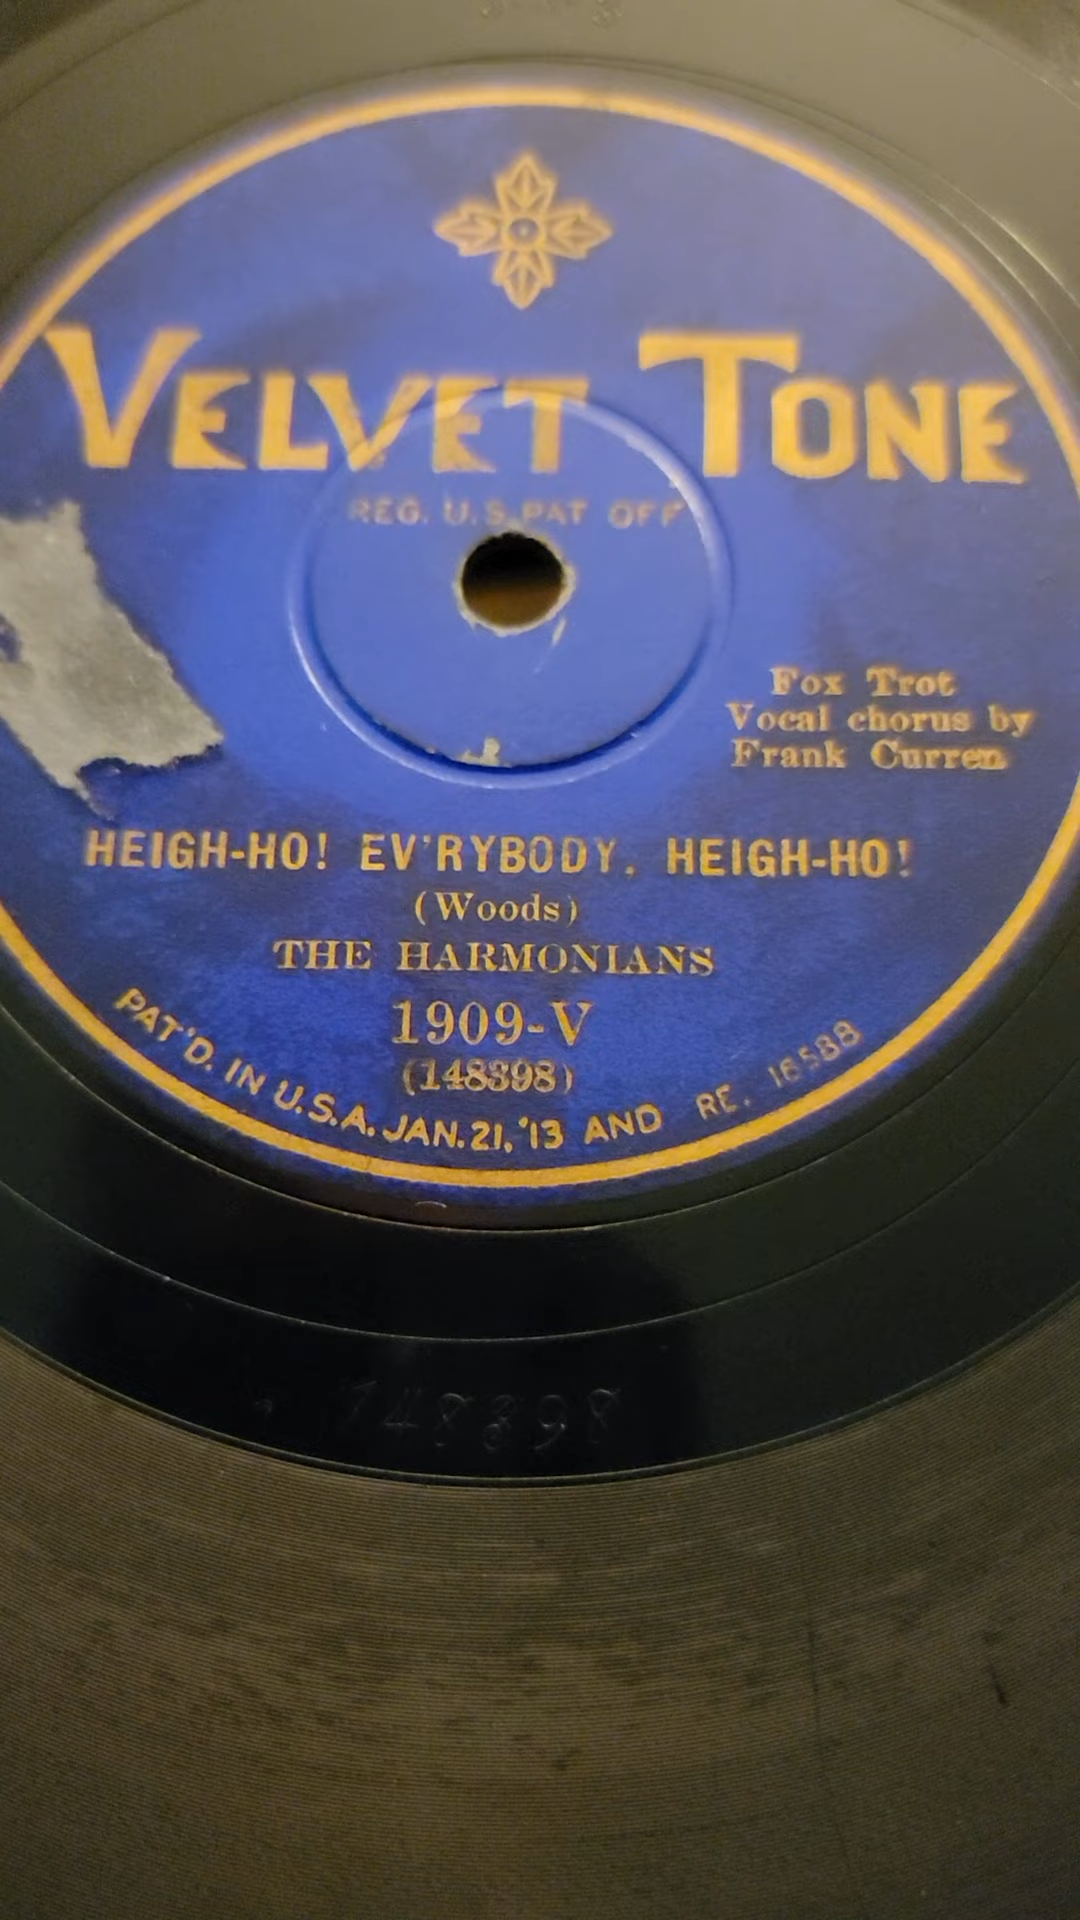 VELVET TONE
REG. U.S. PAT OFF
Fox Trot
Vocal chorus by
Frank Curren
HEIGH-HO! EV'RYBODY, HEIGH-HO!
(Woods)
THE HARMONIANS
1909-V
(148398)
PAT'D. IN U.S.A. JAN. 21, '13 AND RE. 16588
148398